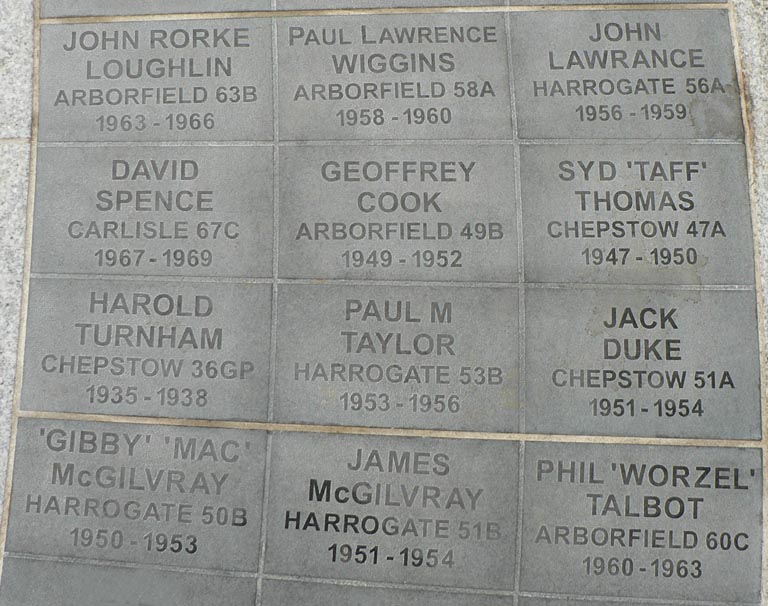 JOHN RORKE
LOUGHLIN
ARBORFIELD 63B
1963 - 1966
PAUL LAWRENCE
WIGGINS
ARBORFIELD 58A
1958 - 1960
JOHN
LAWRANCE
HARROGATE 56A
1956 - 1959
DAVID
SPENCE
CARLISLE 67C
1967 - 1969
GEOFFREY
COOK
ARBORFIELD 49B
1949 - 1952
SYD 'TAFF'
THOMAS
CHEPSTOW 47A
1947 - 1950
HAROLD
TURNHAM
CHEPSTOW 36GP
1935 - 1938
PAUL M
TAYLOR
HARROGATE 53B
1953 - 1956
JACK
DUKE
CHEPSTOW 51A
1951 - 1954
'GIBBY' 'MAC'
McGILVRAY
HARROGATE 50B
1950 - 1953
JAMES
McGILVRAY
HARROGATE 51B
1951 - 1954
PHIL 'WORZEL'
TALBOT
ARBORFIELD 60C
1960 - 1963